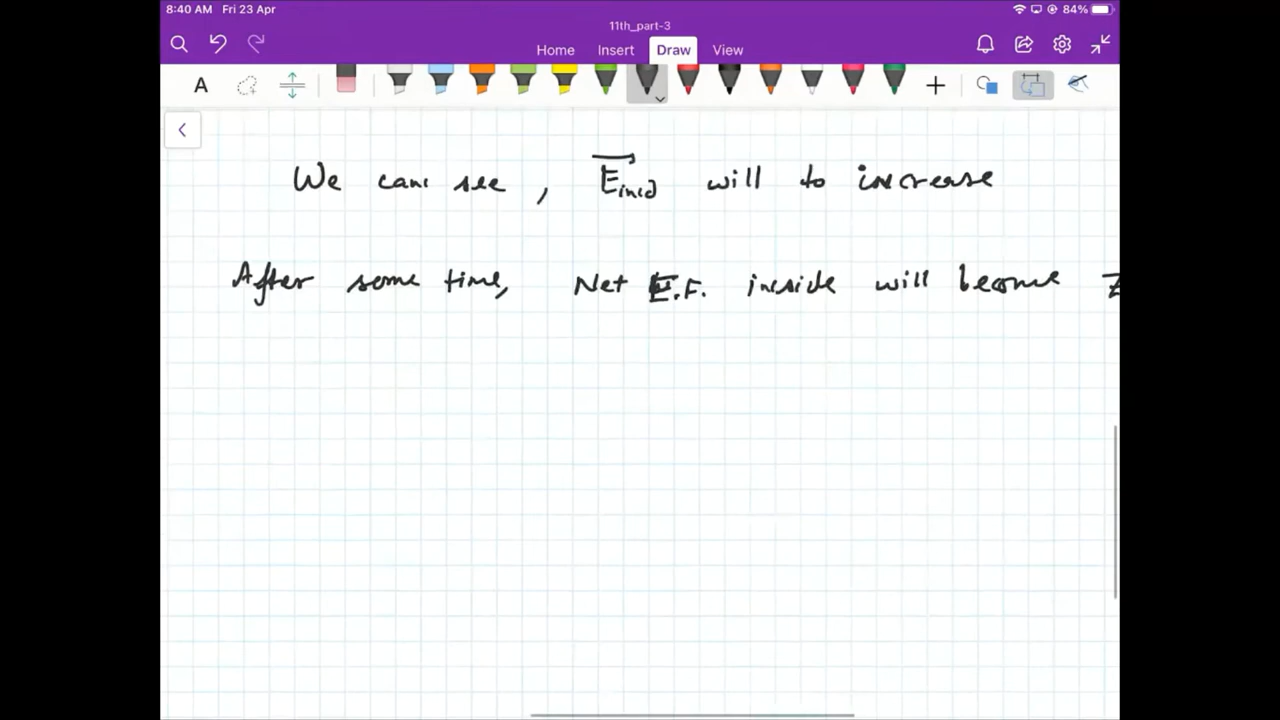 8:40 AM Fri 23 Apr 84%
11th_part-3
Home Insert Draw View
A
We can see , E ind will to increase
After some time, Net E.F. inside will become